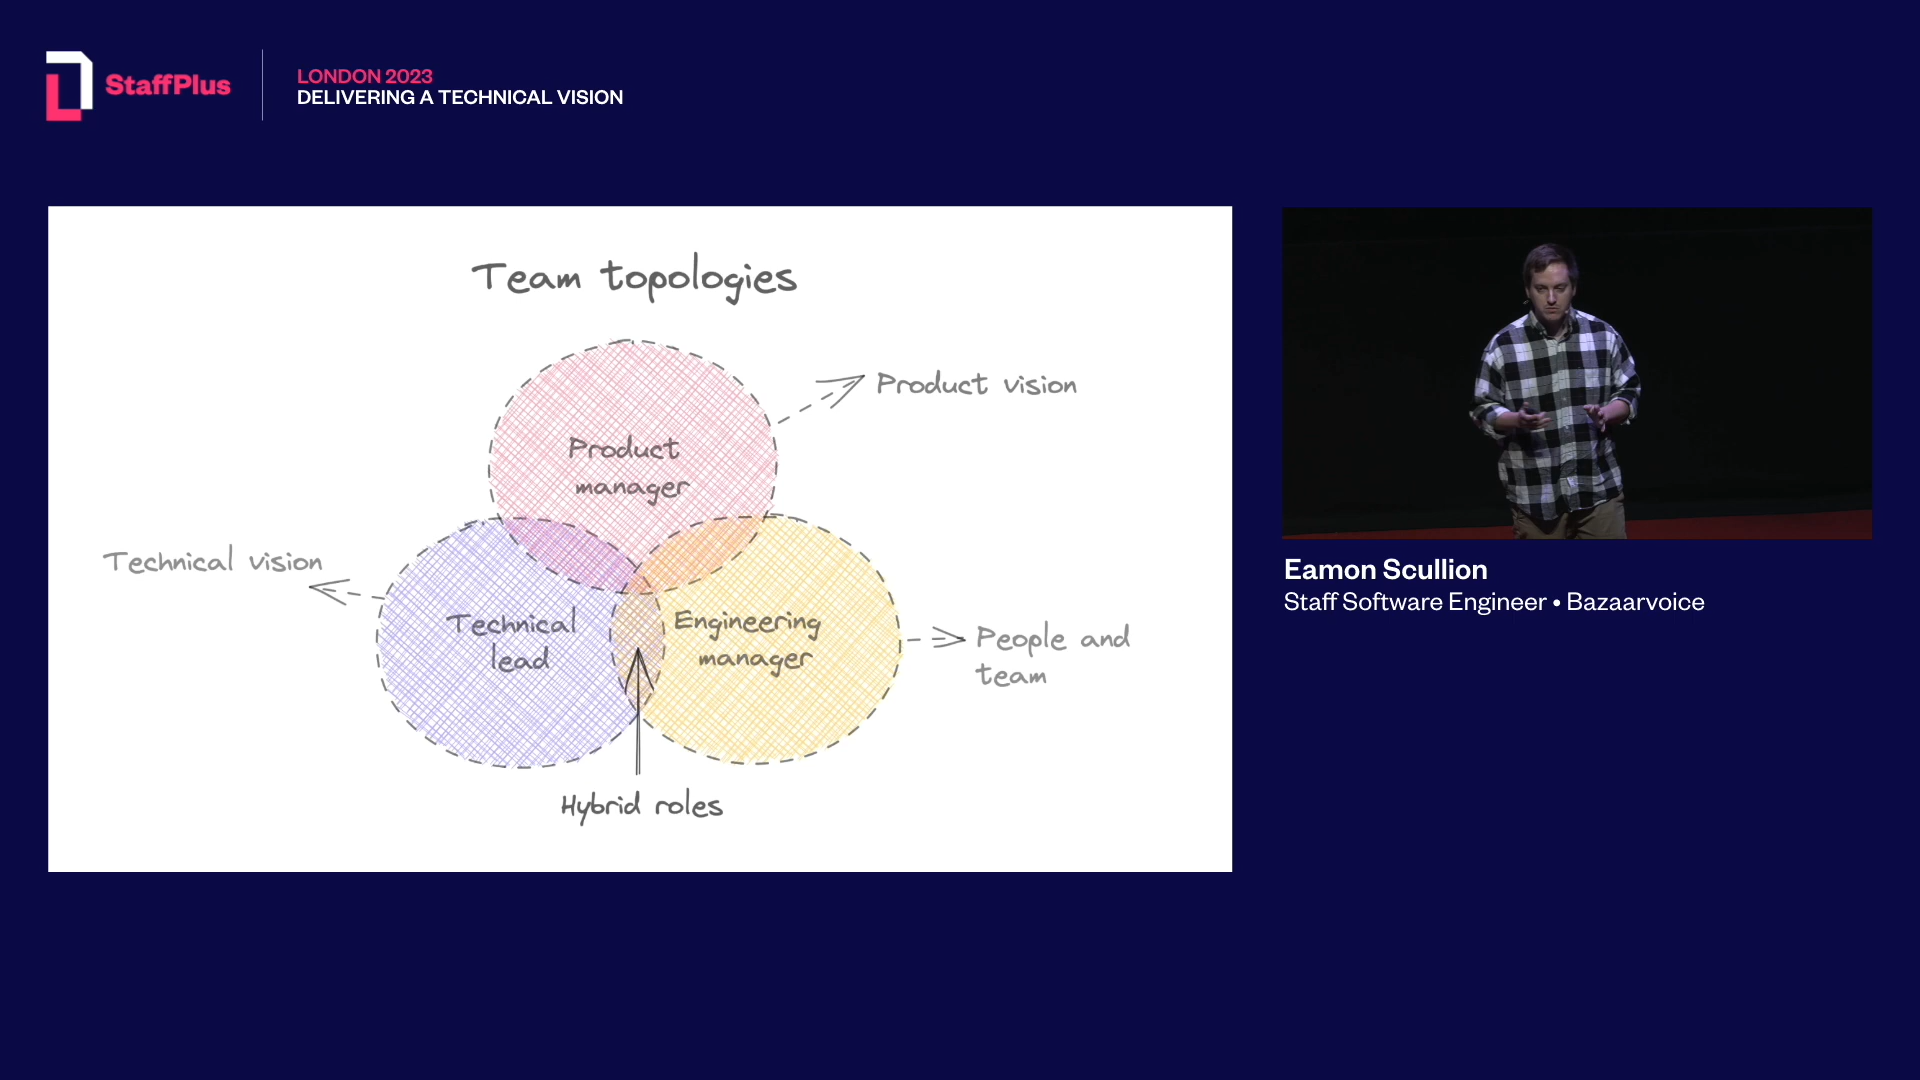 StaffPlus
LONDON 2023
DELIVERING A TECHNICAL VISION
Team topologies
Product vision
Product
manager
Technical vision
Technical
lead
Engineering
manager
People and
team
Hybrid roles
Eamon Scullion
Staff Software Engineer • Bazaarvoice